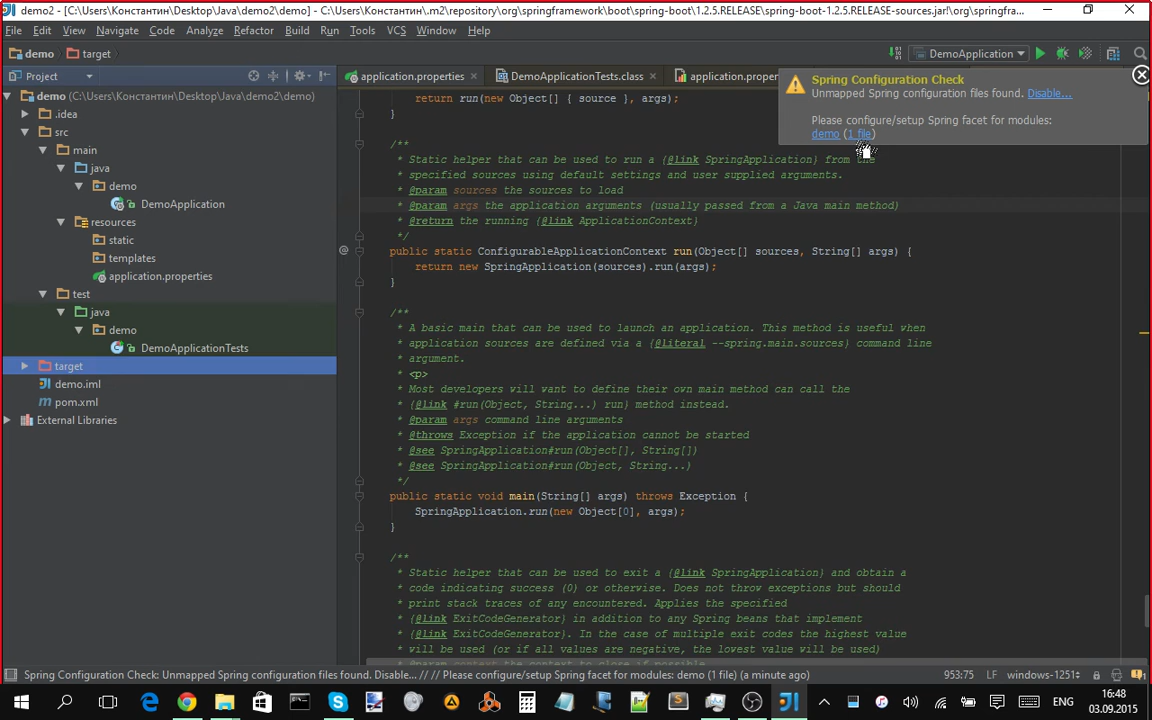 demo2 - [C:\Users\Константин\Desktop\Java\demo2\demo] - C:\Users\Константин\.m2\repository\org\springframework\boot\spring-boot\1.2.5.RELEASE\spring-boot-1.2.5.RELEASE-sources.jar!\org\springfra...
File Edit View Navigate Code Analyze Refactor Build Run Tools VCS Window Help
demo target DemoApplication
Project application.properties DemoApplicationTests.class application.proper
Spring Configuration Check
Unmapped Spring configuration files found. Disable...
Please configure/setup Spring facet for modules:
demo (1 file)
demo (C:\Users\Константин\Desktop\Java\demo2\demo)
.idea
src
main
java
demo
DemoApplication
resources
static
templates
application.properties
test
java
demo
DemoApplicationTests
target
demo.iml
pom.xml
External Libraries
return run(new Object[] { source }, args);
}
/**
* Static helper that can be used to run a {@link SpringApplication} from the
* specified sources using default settings and user supplied arguments.
* @param sources the sources to load
* @param args the application arguments (usually passed from a Java main method)
* @return the running {@link ApplicationContext}
*/
public static ConfigurableApplicationContext run(Object[] sources, String[] args) {
return new SpringApplication(sources).run(args);
}
/**
* A basic main that can be used to launch an application. This method is useful when
* application sources are defined via a {@literal --spring.main.sources} command line
* argument.
* <p>
* Most developers will want to define their own main method can call the
* {@link #run(Object, String...) run} method instead.
* @param args command line arguments
* @throws Exception if the application cannot be started
* @see SpringApplication#run(Object[], String[])
* @see SpringApplication#run(Object, String...)
*/
public static void main(String[] args) throws Exception {
SpringApplication.run(new Object[0], args);
}
/**
* Static helper that can be used to exit a {@link SpringApplication} and obtain a
* code indicating success (0) or otherwise. Does not throw exceptions but should
* print stack traces of any encountered. Applies the specified
* {@link ExitCodeGenerator} in addition to any Spring beans that implement
* {@link ExitCodeGenerator}. In the case of multiple exit codes the highest value
* will be used (or if all values are negative, the lowest value will be used)
* @param context the context to close if possible
Spring Configuration Check: Unmapped Spring configuration files found. Disable... // // Please configure/setup Spring facet for modules: demo (1 file) (a minute ago) 953:75 LF windows-1251
ENG 16:48
03.09.2015